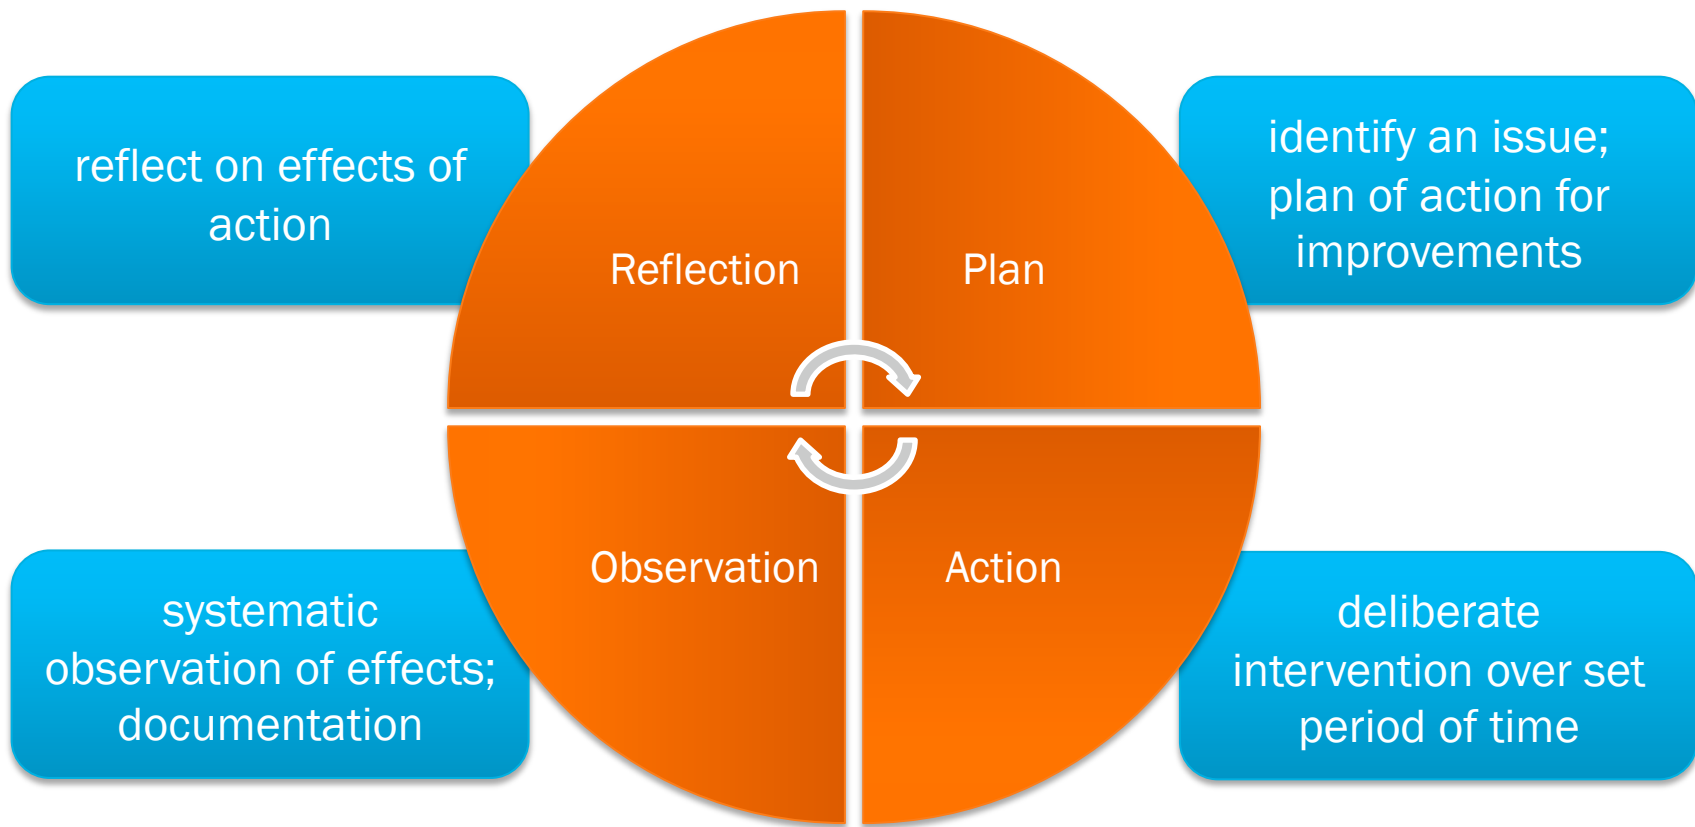 reflect on effects of
action
identify an issue;
plan of action for
improvements
Reflection
Plan
Observation
Action
systematic
observation of effects;
documentation
deliberate
intervention over set
period of time